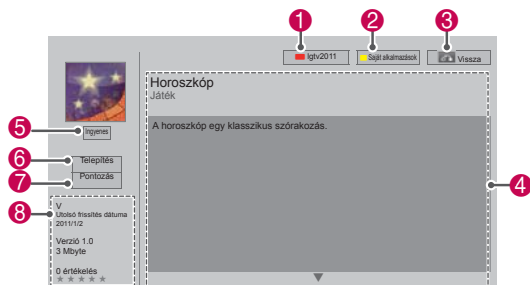 1
2
3
lgtv2011
Saját alkalmazások
Vissza
Horoszkóp
Játék
5
Ingyenes
A horoszkóp egy klasszikus szórakozás.
6
Telepítés
7
Pontozás
4
8
V
Utolsó frissítés dátuma
2011/1/2
Verzió 1.0
3 Mbyte
0 értékelés